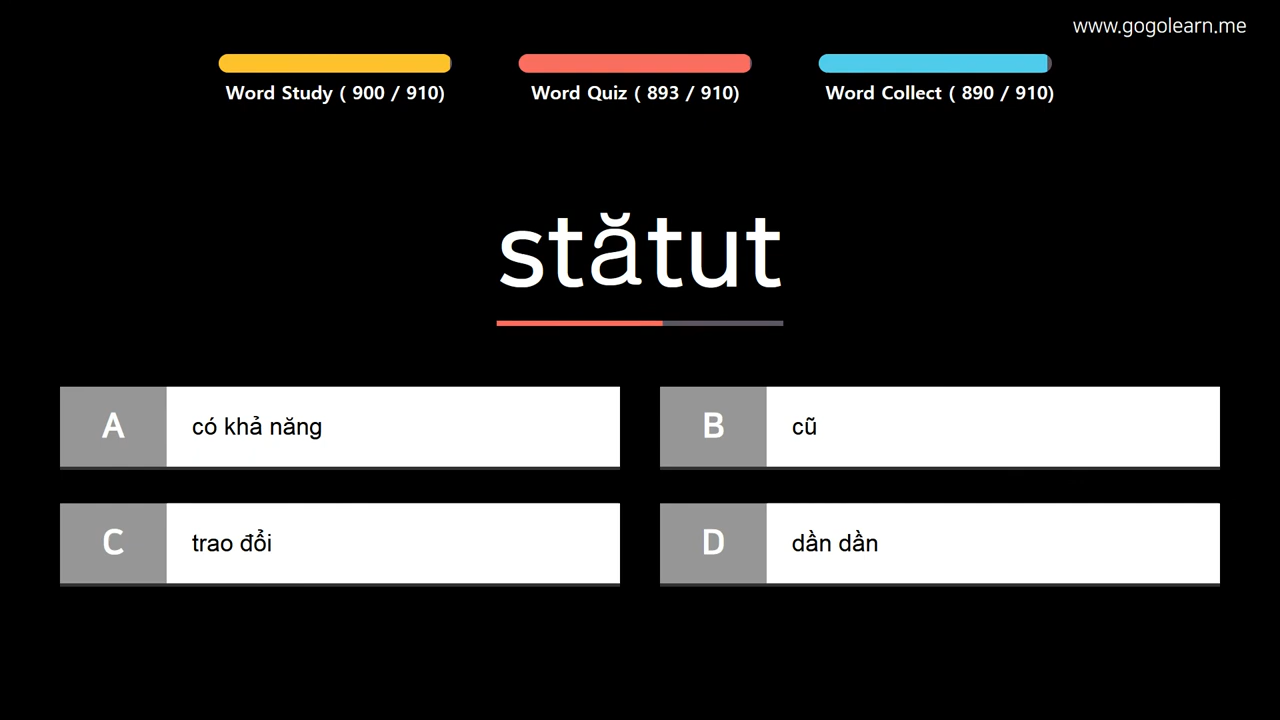 www.gogolearn.me
Word Study ( 900 / 910)
Word Quiz ( 893 / 910)
Word Collect ( 890 / 910)
stătut
A
có khả năng
B
cũ
C
trao đổi
D
dần dần